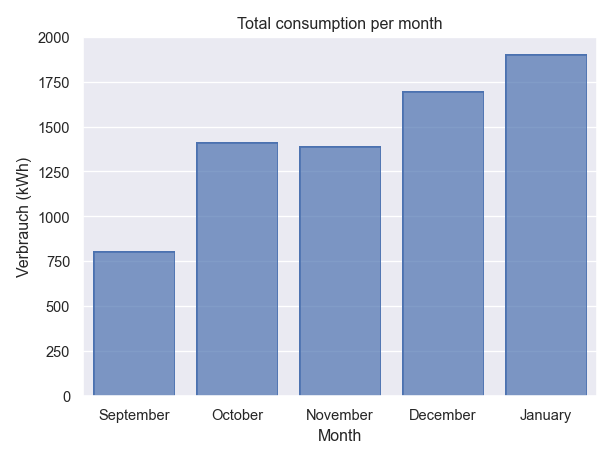 Total consumption per month
2000
1750
1500
1250
1000
750
500
250
0
Verbrauch (kWh)
September October November December January
Month